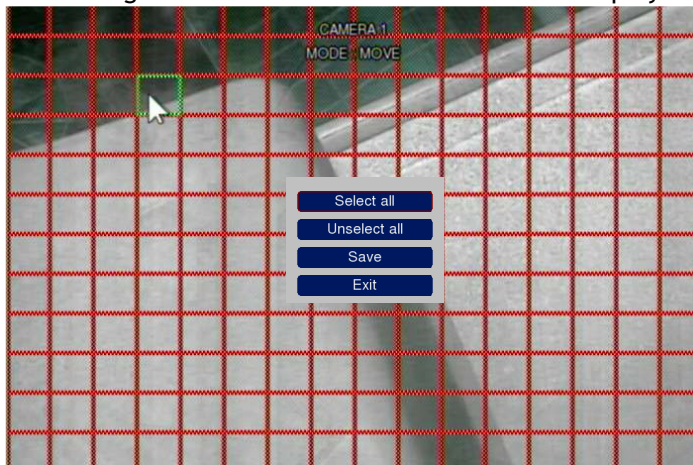 CAMERA 1
MODE - MOVE
Select all
Unselect all
Save
Exit